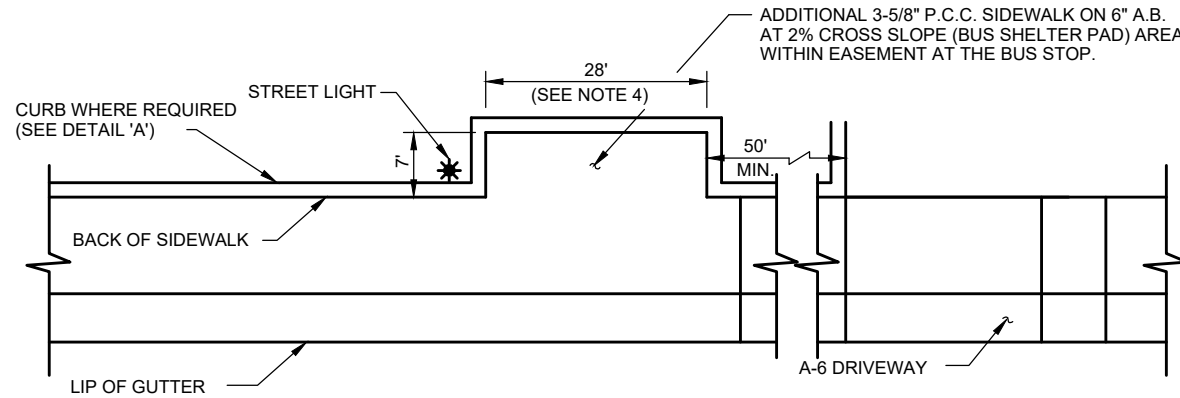 ADDITIONAL 3-5/8" P.C.C. SIDEWALK ON 6" A.B.
AT 2% CROSS SLOPE (BUS SHELTER PAD) AREA
WITHIN EASEMENT AT THE BUS STOP.
28'
(SEE NOTE 4)
STREET LIGHT
CURB WHERE REQUIRED
(SEE DETAIL 'A')
7'
50'
MIN.
BACK OF SIDEWALK
A-6 DRIVEWAY
LIP OF GUTTER